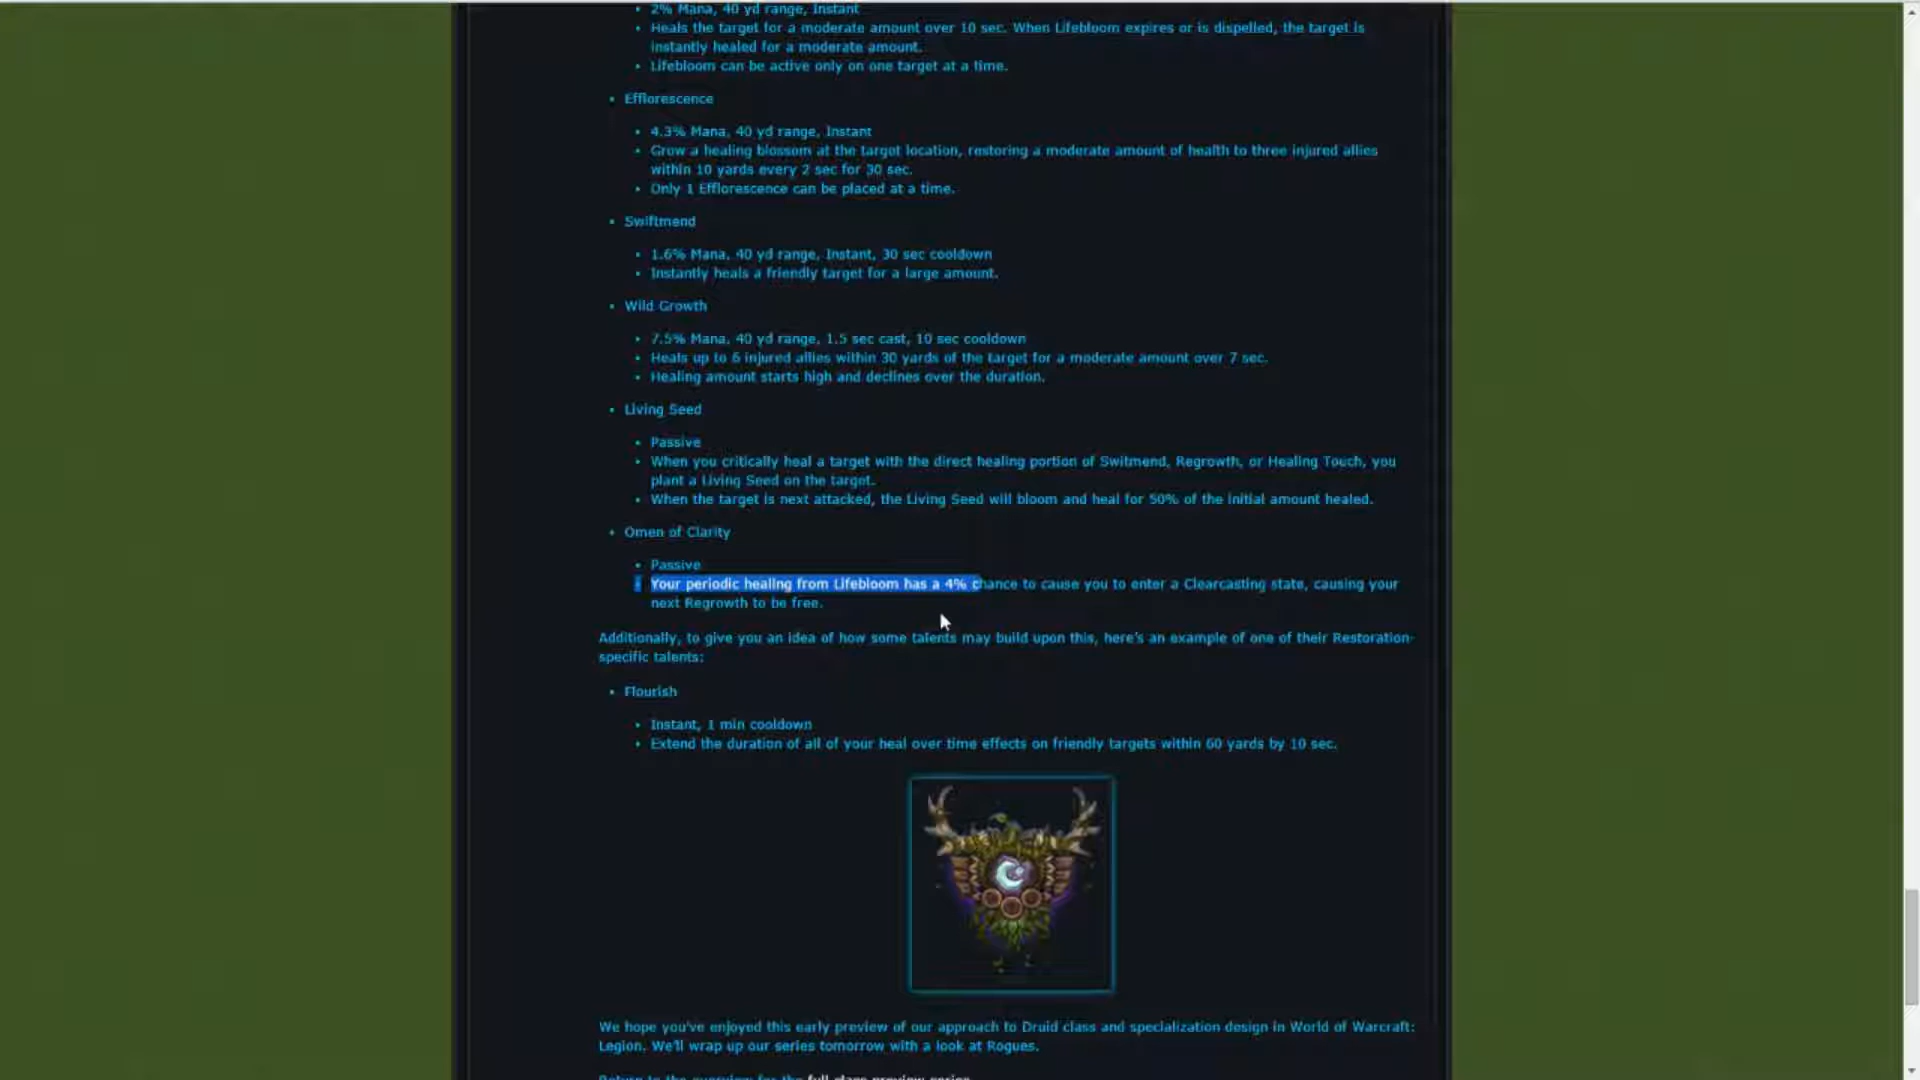 2% Mana, 40 yd range, Instant
Heals the target for a moderate amount over 10 sec. When Lifebloom expires or is dispelled, the target is
instantly healed for a moderate amount.
Lifebloom can be active only on one target at a time.
Efflorescence
4.3% Mana, 40 yd range, Instant
Grow a healing blossom at the target location, restoring a moderate amount of health to three injured allies
within 10 yards every 2 sec for 30 sec.
Only 1 Efflorescence can be placed at a time.
Swiftmend
1.6% Mana, 40 yd range, Instant, 30 sec cooldown
Instantly heals a friendly target for a large amount.
Wild Growth
7.5% Mana, 40 yd range, 1.5 sec cast, 10 sec cooldown
Heals up to 6 injured allies within 30 yards of the target for a moderate amount over 7 sec.
Healing amount starts high and declines over the duration.
Living Seed
Passive
When you critically heal a target with the direct healing portion of Switmend, Regrowth, or Healing Touch, you
plant a Living Seed on the target.
When the target is next attacked, the Living Seed will bloom and heal for 50% of the initial amount healed.
Omen of Clarity
Passive
Your periodic healing from Lifebloom has a 4% chance to cause you to enter a Clearcasting state, causing your
next Regrowth to be free.
Additionally, to give you an idea of how some talents may build upon this, here's an example of one of their Restoration-
specific talents:
Flourish
Instant, 1 min cooldown
Extend the duration of all of your heal over time effects on friendly targets within 60 yards by 10 sec.
We hope you've enjoyed this early preview of our approach to Druid class and specialization design in World of Warcraft:
Legion. We'll wrap up our series tomorrow with a look at Rogues.
Return to the overview for the full class preview series